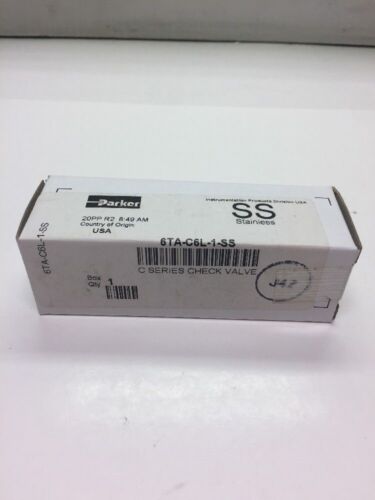 Parker
Instrumentation Products Division USA
20PP R2 8:49 AM
Country of Origin
USA
SS
Stainless
6TA-C6L-1-SS
C SERIES CHECK VALVE
Box
Qty
1
J42
6TA-C6L-1-SS